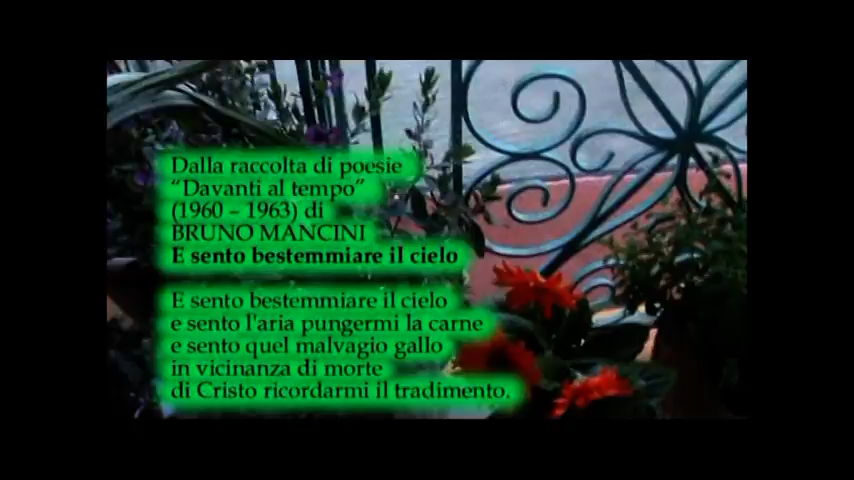 Dalla raccolta di poesie
“Davanti al tempo”
(1960 – 1963) di
BRUNO MANCINI
E sento bestemmiare il cielo
E sento bestemmiare il cielo
e sento l'aria pungermi la carne
e sento quel malvagio gallo
in vicinanza di morte
di Cristo ricordarmi il tradimento.